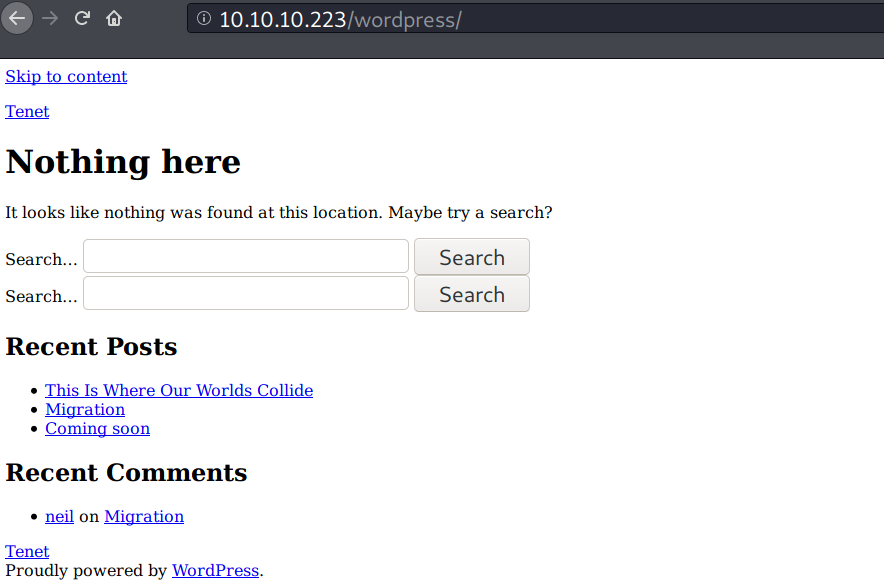 10.10.10.223/wordpress/
Skip to content
Tenet
Nothing here
It looks like nothing was found at this location. Maybe try a search?
Search… Search
Search… Search
Recent Posts
This Is Where Our Worlds Collide
Migration
Coming soon
Recent Comments
neil on Migration
Tenet
Proudly powered by WordPress.